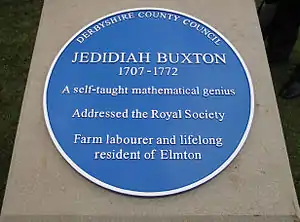 DERBYSHIRE COUNTY COUNCIL
JEDIDIAH BUXTON
1707-1772
A self-taught mathematical genius
Addressed the Royal Society
Farm labourer and lifelong
resident of Elmton